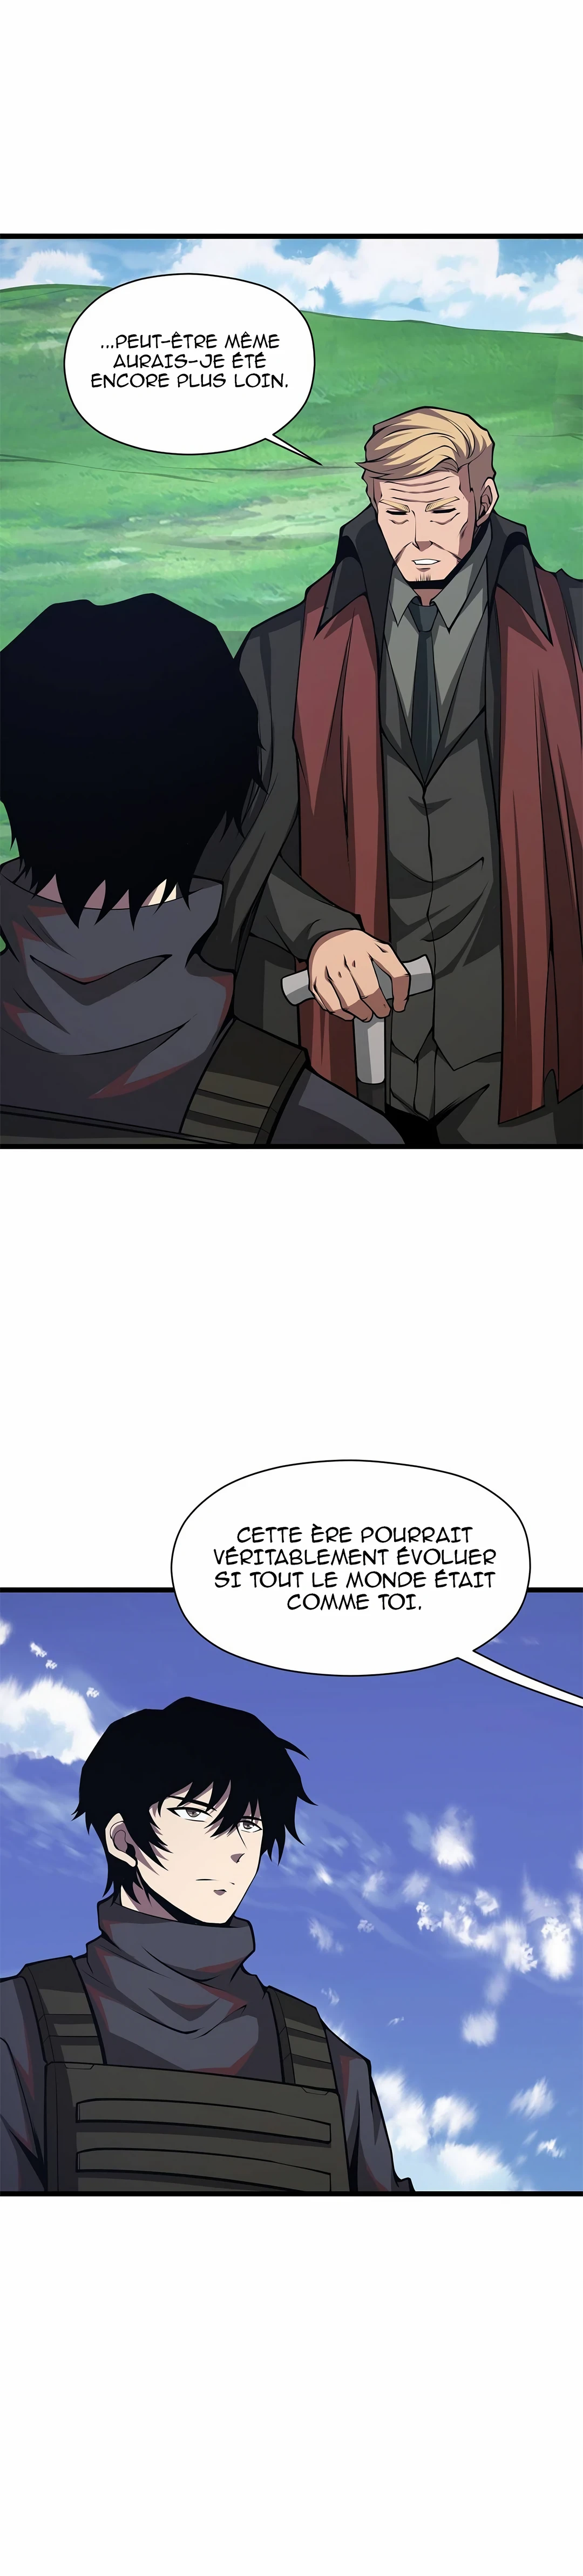 ...PEUT-ÊTRE MÊME
AURAIS-JE ÉTÉ
ENCORE PLUS LOIN.
CETTE ÈRE POURRAIT
VÉRITABLEMENT ÉVOLUER
SI TOUT LE MONDE ÉTAIT
COMME TOI.